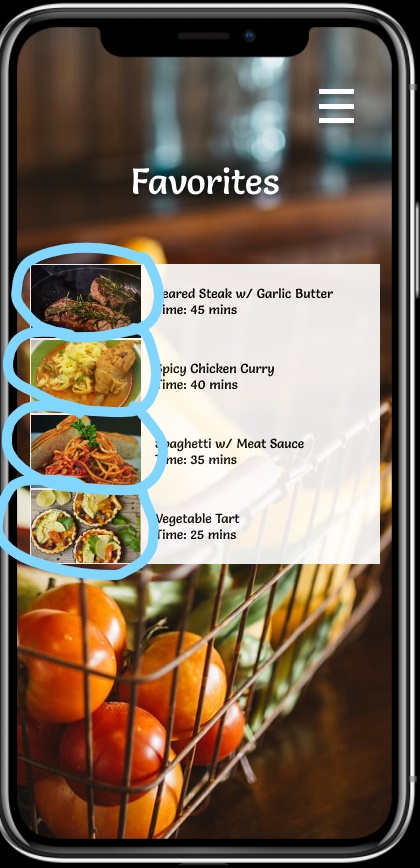 Favorites
Seared Steak w/ Garlic Butter
Time: 45 mins
Spicy Chicken Curry
Time: 40 mins
Spaghetti w/ Meat Sauce
Time: 35 mins
Vegetable Tart
Time: 25 mins